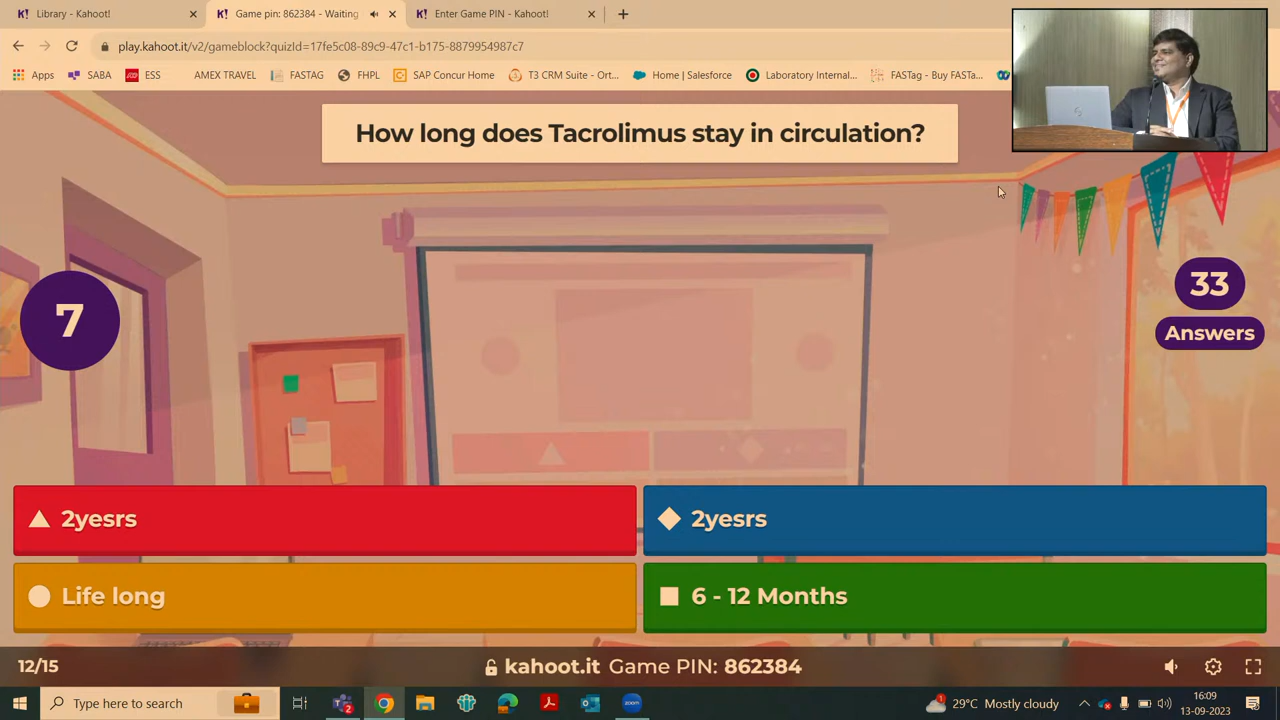 Library - Kahoot!
Game pin: 862384 - Waiting
Enter Game PIN - Kahoot!
play.kahoot.it/v2/gameblock?quizId=17fe5c08-89c9-47c1-b175-8879954987c7
Apps SABA ESS AMEX TRAVEL FASTAG FHPL SAP Concur Home T3 CRM Suite - Ort... Home | Salesforce Laboratory Internal... FASTag - Buy FASTa...
How long does Tacrolimus stay in circulation?
7
33
Answers
2yesrs
2yesrs
Life long
6 - 12 Months
12/15
kahoot.it Game PIN: 862384
Type here to search
29°C Mostly cloudy
16:09
13-09-2023